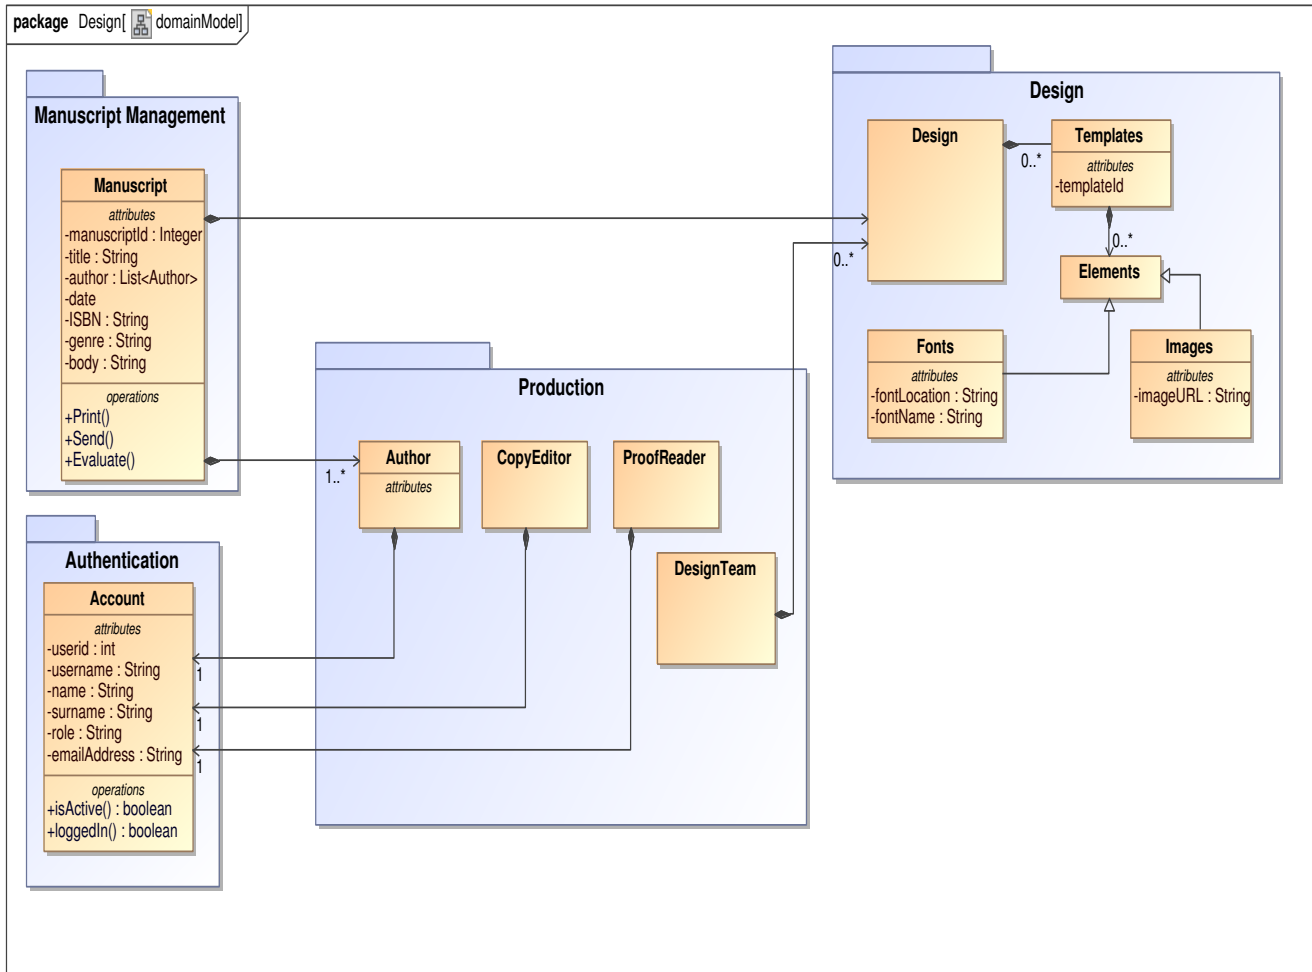 package Design[ domainModel]
Manuscript Management
Manuscript
attributes
-manuscriptId : Integer
-title : String
-author : List<Author>
-date
-ISBN : String
-genre : String
-body : String
operations
+Print()
+Send()
+Evaluate()
Design
Design
0..*
Templates
attributes
-templateId
0..*
Elements
0..*
Fonts
attributes
-fontLocation : String
-fontName : String
Images
attributes
-imageURL : String
Production
1..*
Author
attributes
CopyEditor
ProofReader
DesignTeam
Authentication
Account
attributes
-userid : int
-username : String
-name : String
-surname : String
-role : String
-emailAddress : String
operations
+isActive() : boolean
+loggedIn() : boolean
1
1
1